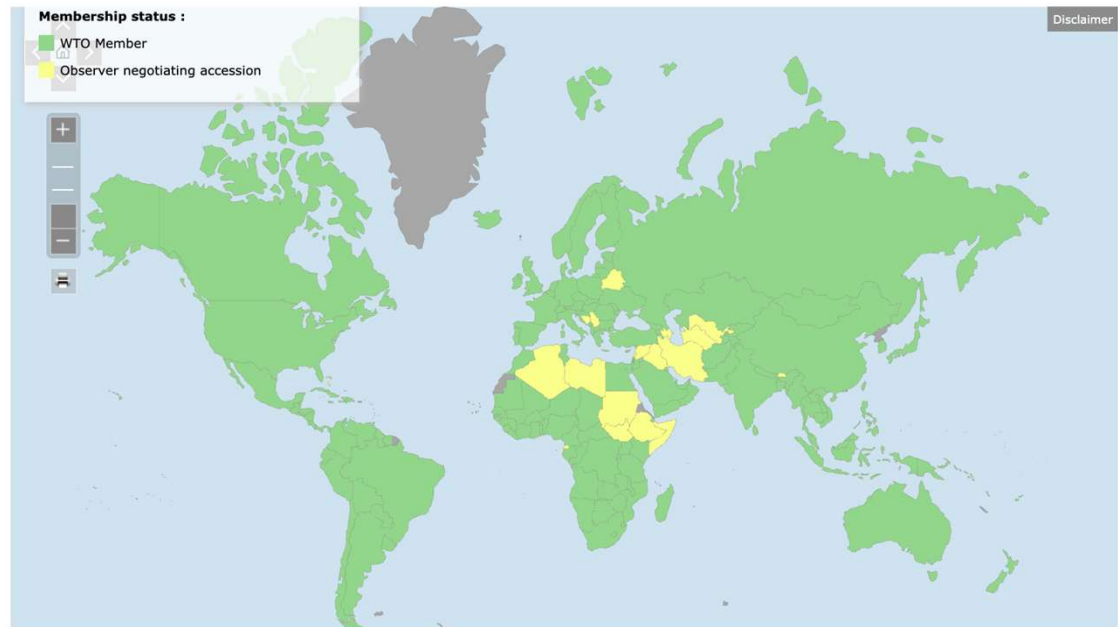 Membership status :
Disclaimer
WTO Member
Observer negotiating accession